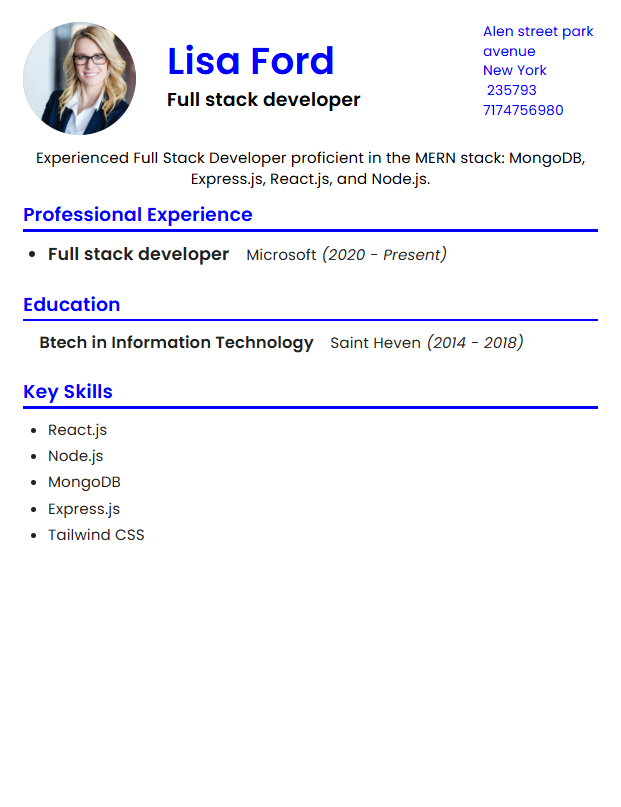 Lisa Ford
Full stack developer
Alen street park
avenue
New York
235793
7174756980
Experienced Full Stack Developer proficient in the MERN stack: MongoDB,
Express.js, React.js, and Node.js.
Professional Experience
• Full stack developer Microsoft (2020 - Present)
Education
Btech in Information Technology Saint Heven (2014 - 2018)
Key Skills
• React.js
• Node.js
• MongoDB
• Express.js
• Tailwind CSS